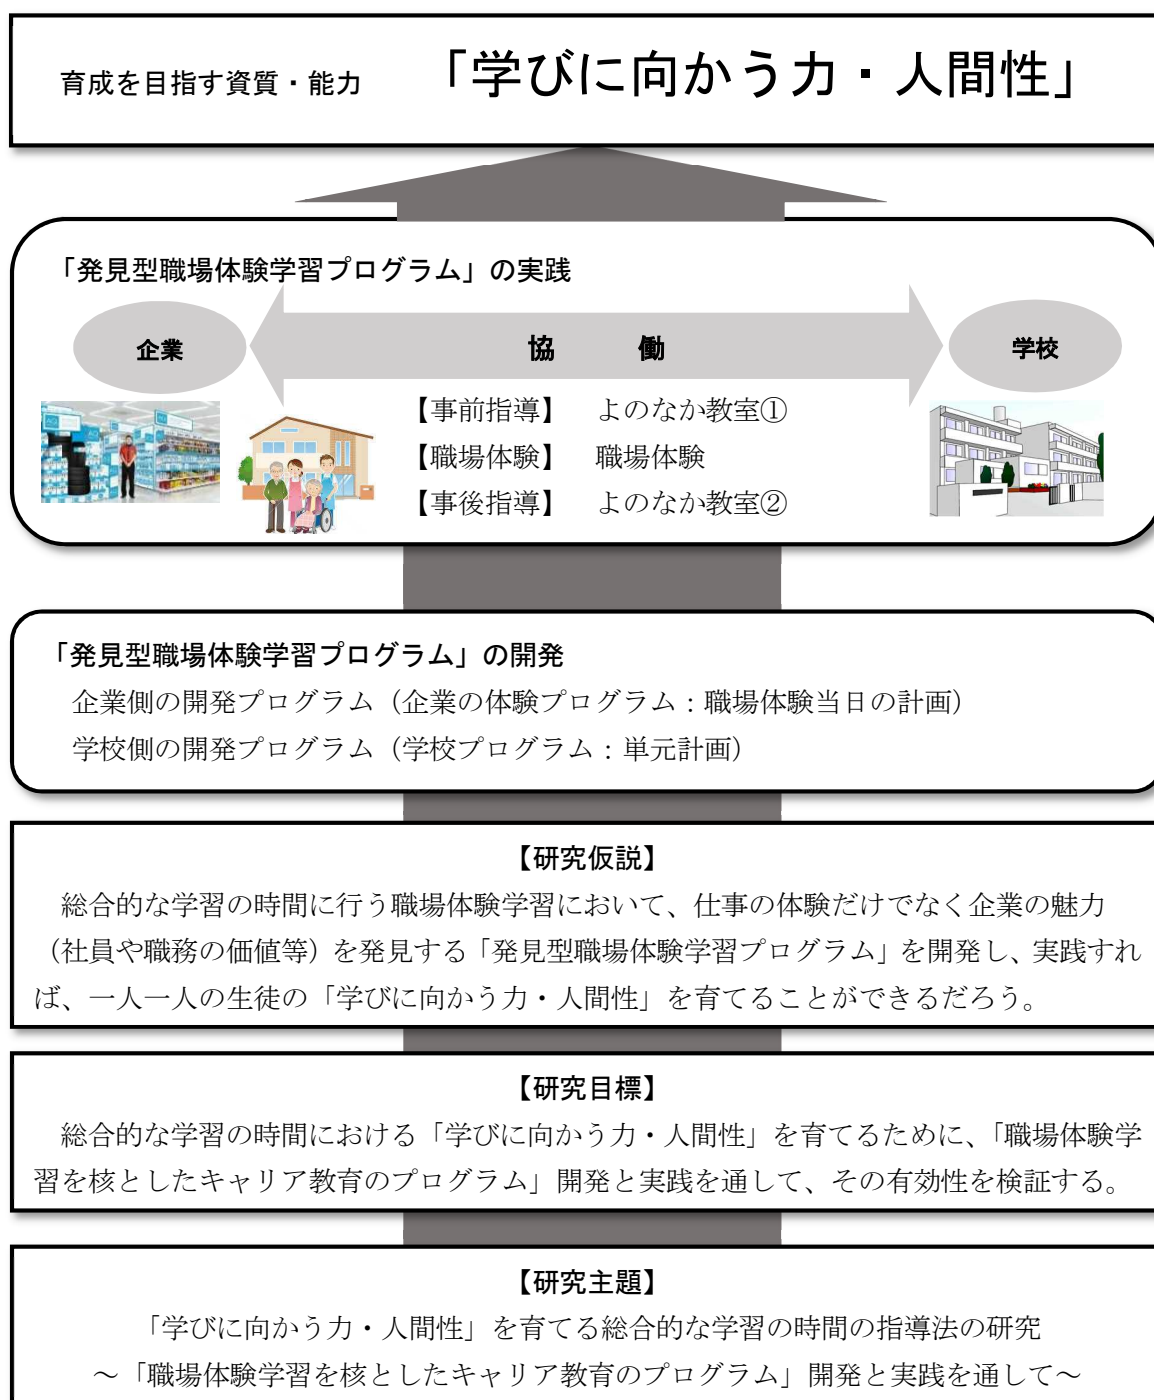 育成を目指す資質・能力　「学びに向かう力・人間性」
「発見型職場体験学習プログラム」の実践
企業
協　働
学校
【事前指導】　よのなか教室①
【職場体験】　職場体験
【事後指導】　よのなか教室②
「発見型職場体験学習プログラム」の開発
企業側の開発プログラム（企業の体験プログラム：職場体験当日の計画）
学校側の開発プログラム（学校プログラム：単元計画）
【研究仮説】
総合的な学習の時間に行う職場体験学習において、仕事の体験だけでなく企業の魅力
（社員や職務の価値等）を発見する「発見型職場体験学習プログラム」を開発し、実践すれ
ば、一人一人の生徒の「学びに向かう力・人間性」を育てることができるだろう。
【研究目標】
総合的な学習の時間における「学びに向かう力・人間性」を育てるために、「職場体験学
習を核としたキャリア教育のプログラム」開発と実践を通して、その有効性を検証する。
【研究主題】
「学びに向かう力・人間性」を育てる総合的な学習の時間の指導法の研究
～「職場体験学習を核としたキャリア教育のプログラム」開発と実践を通して～